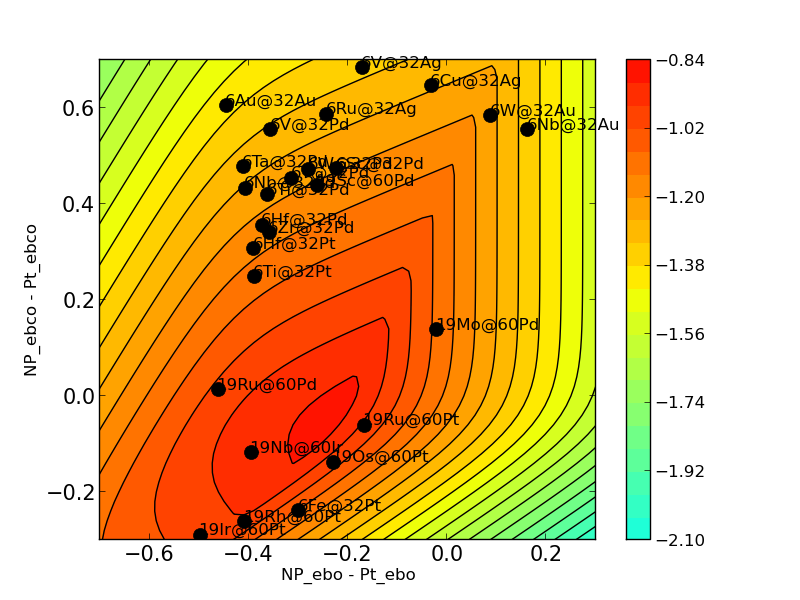 6V@32Ag
6Cu@32Ag
6Au@32Au
6Ru@32Ag
6W@32Au
6V@32Pd
6Nb@32Au
6Ta@32Pd
19Sc@60Pd
6Hf@32Pd
6Zr@32Pd
6Hf@32Pt
6Ti@32Pt
19Mo@60Pd
19Ru@60Pd
19Ru@60Pt
19Nb@60Ir
19Os@60Pt
6Fe@32Pt
19Rh@60Pt
19Ir@60Pt
0.6
0.4
0.2
0.0
−0.2
NP_ebco - Pt_ebco
−0.6
−0.4
−0.2
0.0
0.2
NP_ebo - Pt_ebo
−0.84
−1.02
−1.20
−1.38
−1.56
−1.74
−1.92
−2.10